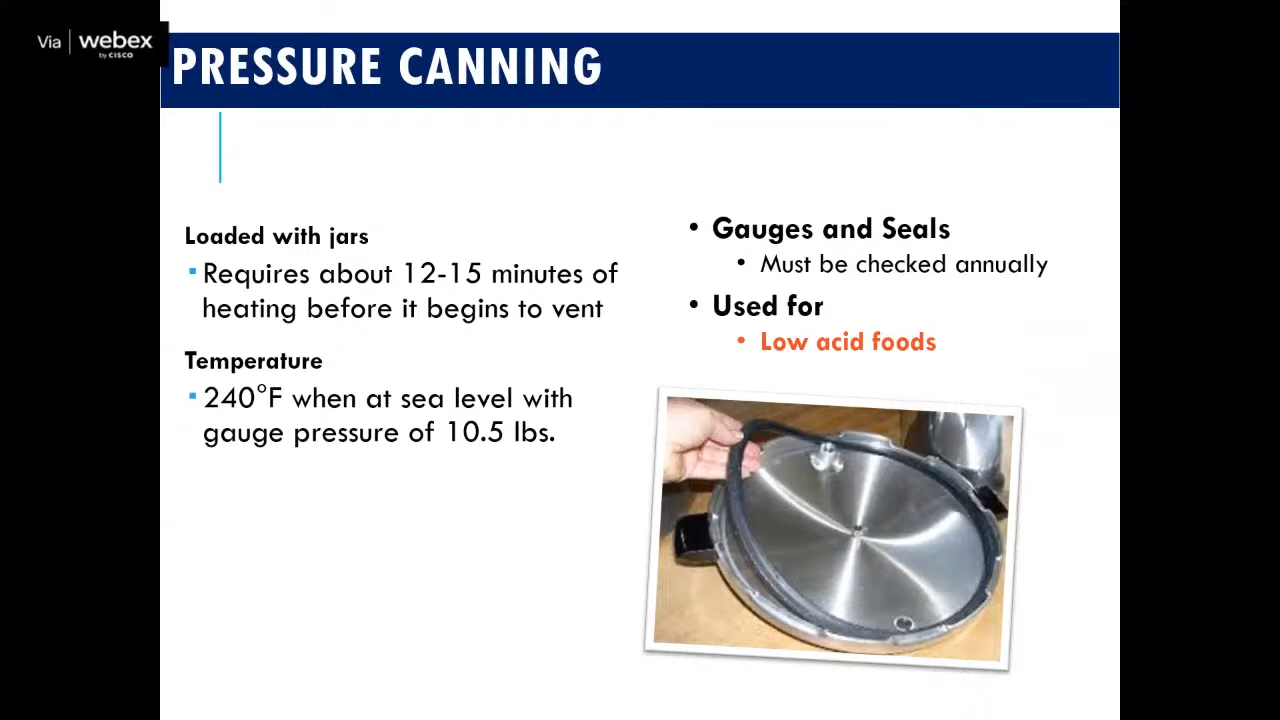 Via webex
by CISCO
PRESSURE CANNING
Loaded with jars
Requires about 12-15 minutes of
heating before it begins to vent
Temperature
240°F when at sea level with
gauge pressure of 10.5 lbs.
• Gauges and Seals
• Must be checked annually
• Used for
• Low acid foods